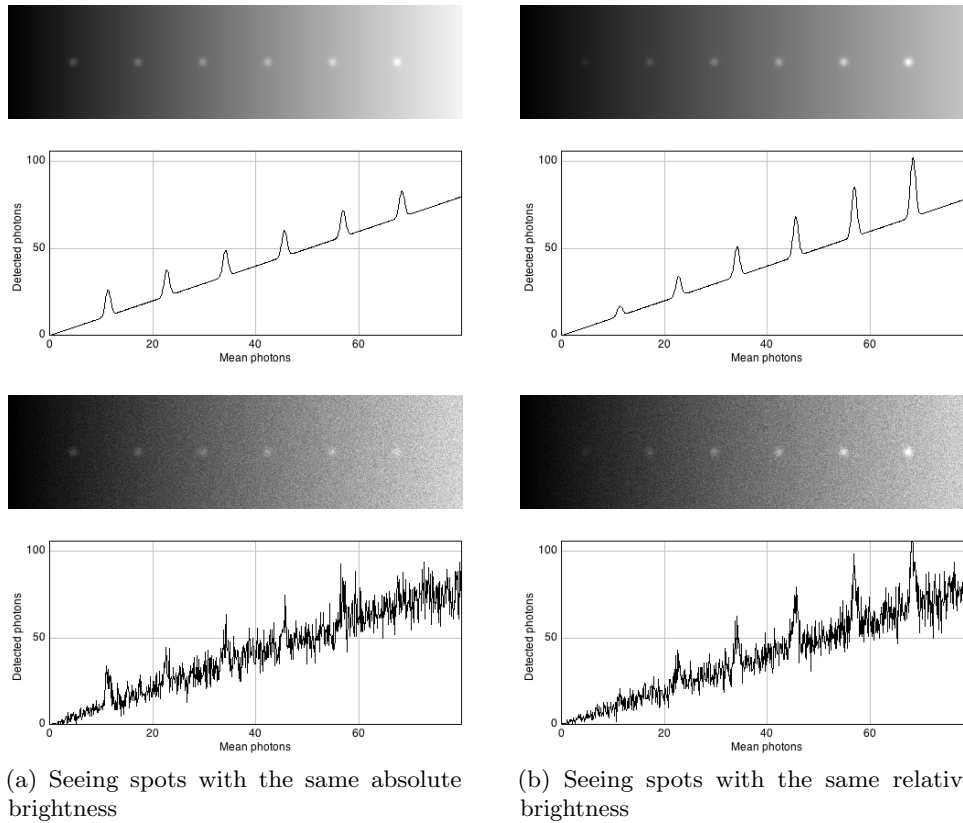 100
50
0
Detected photons
0 20 40 60
Mean photons
100
50
0
Detected photons
0 20 40 60
Mean photons
100
50
0
Detected photons
0 20 40 60
Mean photons
100
50
0
Detected photons
0 20 40 60
Mean photons
(a) Seeing spots with the same absolute
brightness
(b) Seeing spots with the same relativ
brightness